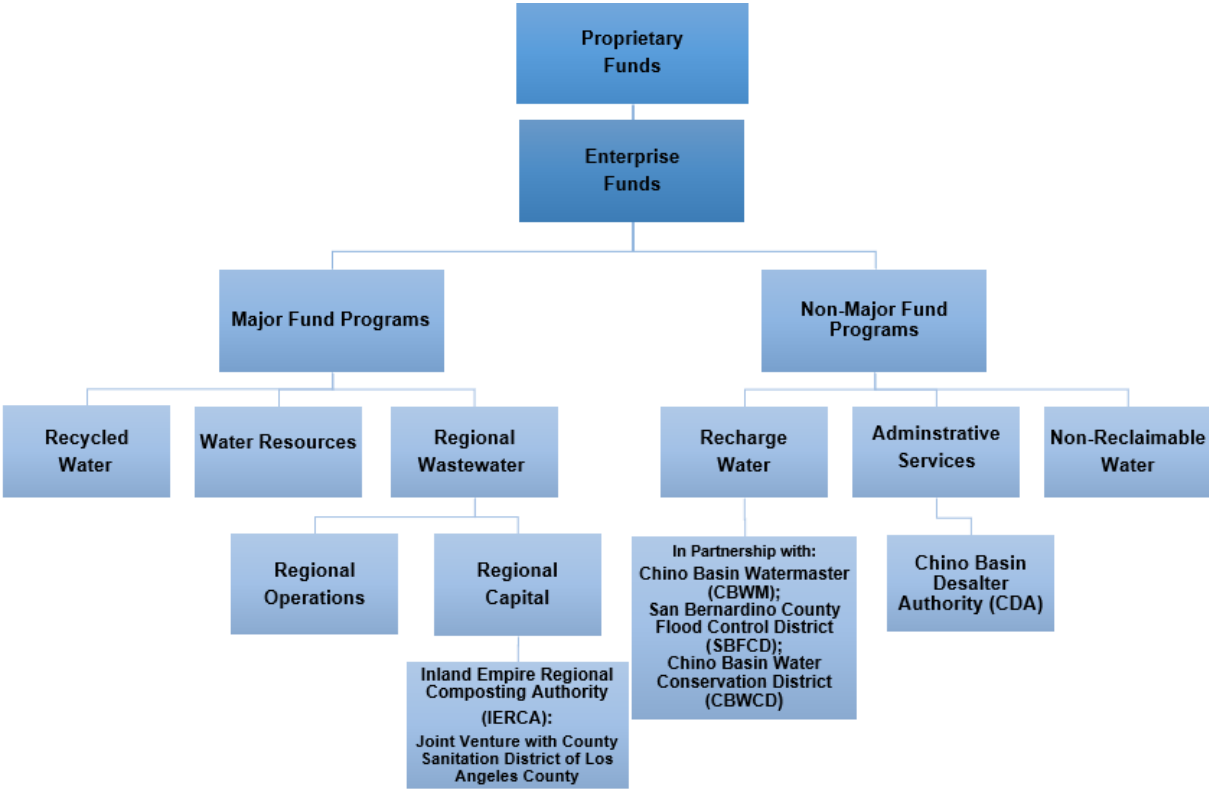 Proprietary
Funds
Enterprise
Funds
Major Fund Programs
Non-Major Fund
Programs
Recycled
Water
Water Resources
Regional
Wastewater
Recharge
Water
Adminstrative
Services
Non-Reclaimable
Water
Regional
Operations
Regional
Capital
In Partnership with:
Chino Basin Watermaster
(CBWM);
San Bernardino County
Flood Control District
(SBFCD);
Chino Basin Water
Conservation District
(CBWCD)
Chino Basin
Desalter
Authority (CDA)
Inland Empire Regional
Composting Authority
(IERCA):
Joint Venture with County
Sanitation District of Los
Angeles County